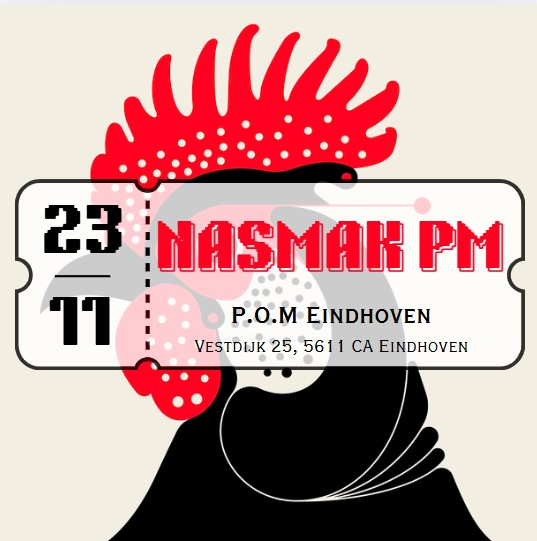 23
11
NASMAK PM
P.O.M EINDHOVEN
VESTDIJK 25, 5611 CA EINDHOVEN